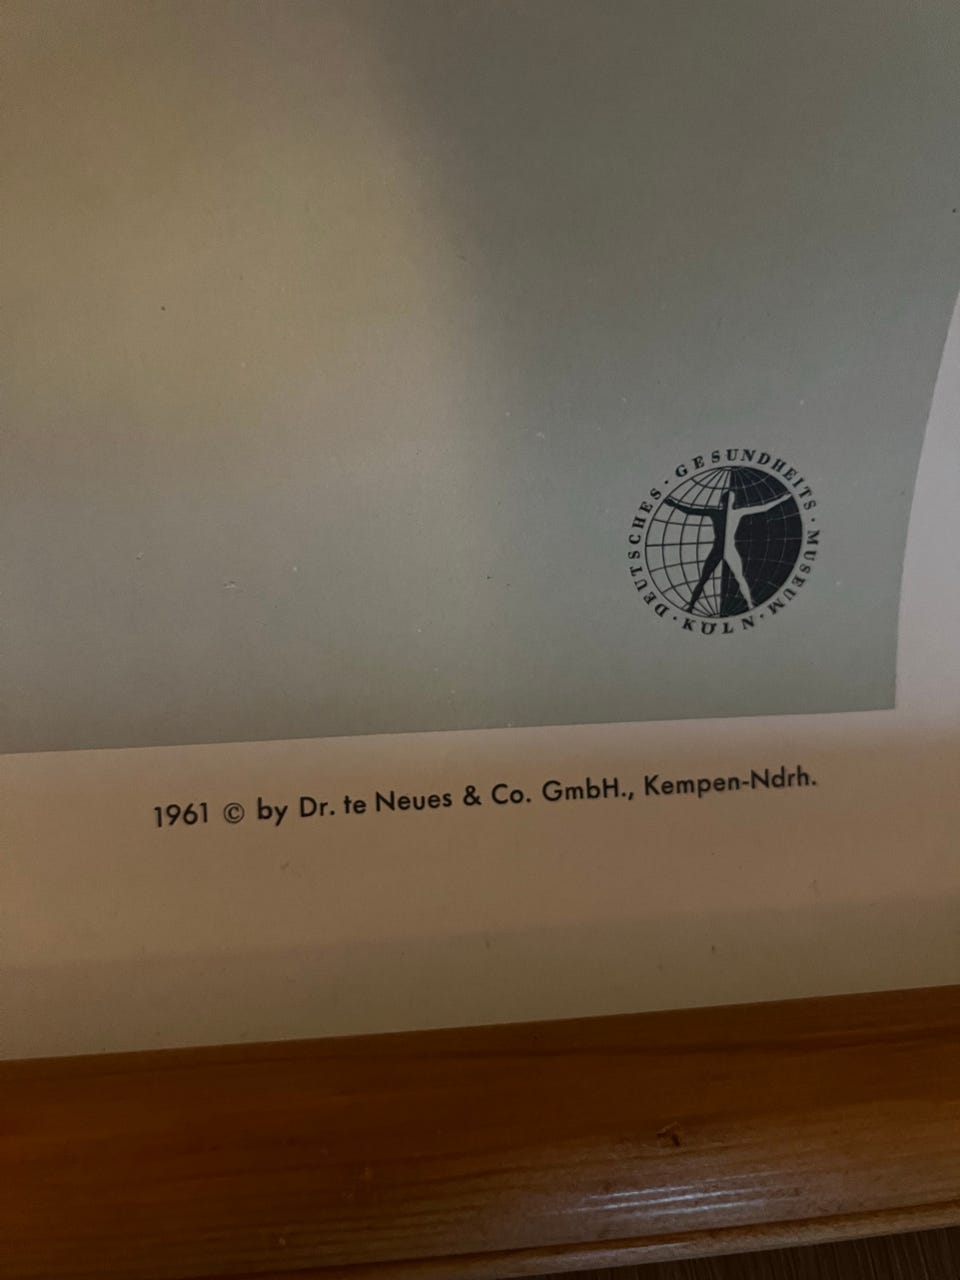 DEUTSCHES · GESUNDHEITS · MUSEUM · KÖLN ·
1961 © by Dr. te Neues & Co. GmbH., Kempen-Ndrh.